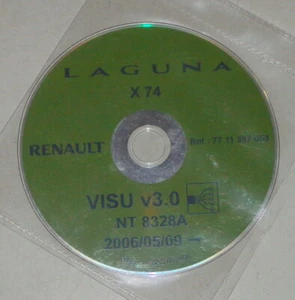 LAGUNA
X 74
RENAULT
VISU v3.0
NT 8328A
2006/05/09